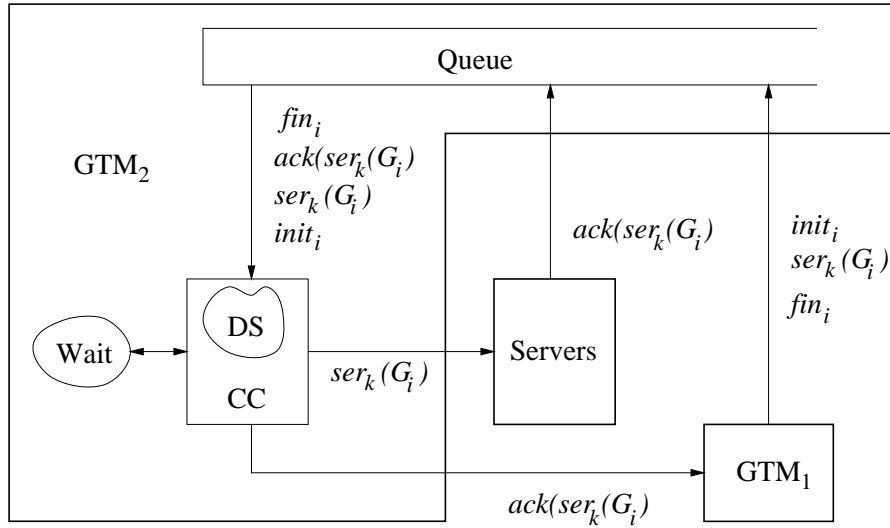 Queue
fin_i
ack(ser_k(G_i)
ser_k(G_i)
init_i
GTM_2
ack(ser_k(G_i)
init_i
ser_k(G_i)
fin_i
DS
Wait
CC
ser_k(G_i)
Servers
GTM_1
ack(ser_k(G_i)